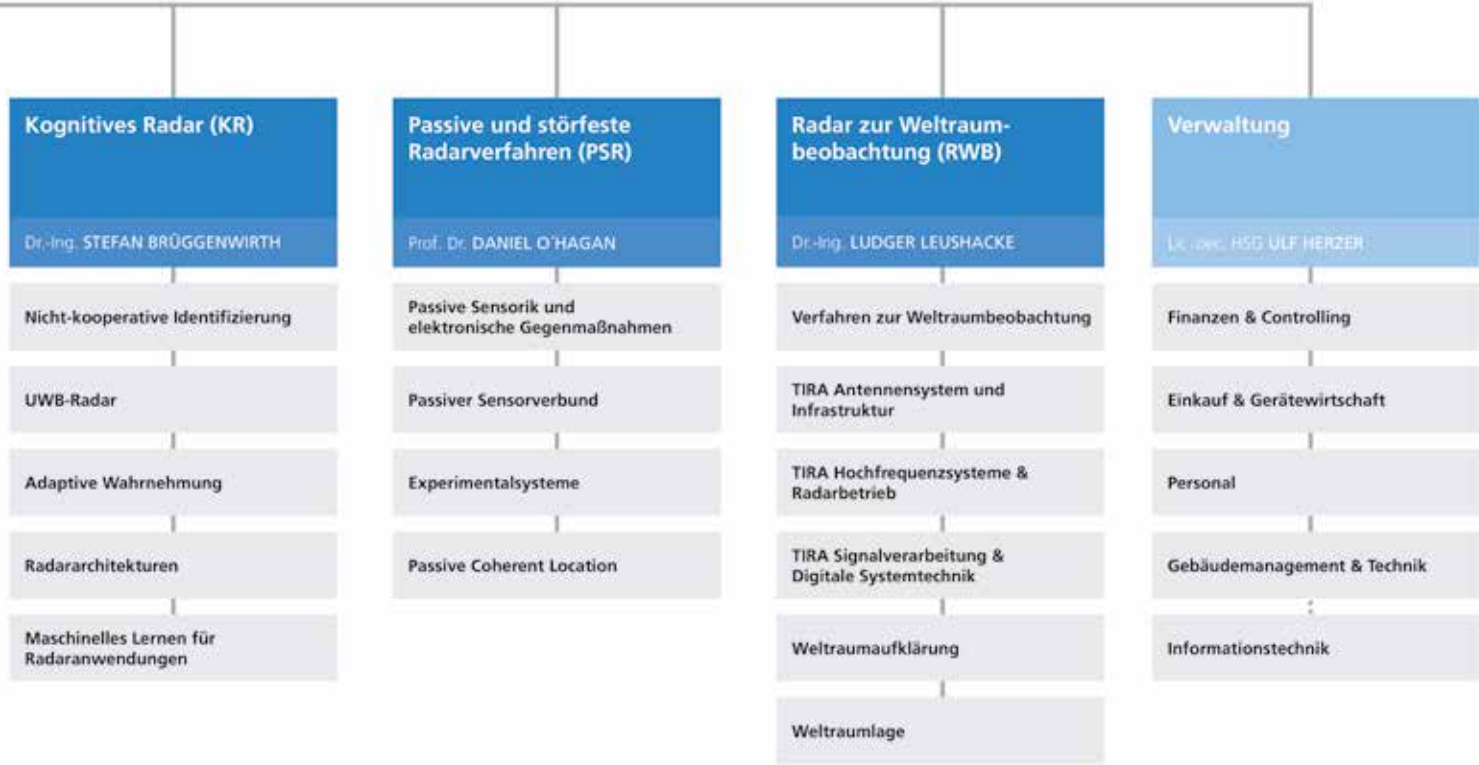 Kognitives Radar (KR)
Dr.-Ing. STEFAN BRÜGGENWIRTH
Nicht-kooperative Identifizierung
UWB-Radar
Adaptive Wahrnehmung
Radararchitekturen
Maschinelles Lernen für
Radaranwendungen
Passive und störfeste
Radarverfahren (PSR)
Prof. Dr. DANIEL O´HAGAN
Passive Sensorik und
elektronische Gegenmaßnahmen
Passiver Sensorverbund
Experimentalsysteme
Passive Coherent Location
Radar zur Weltraum-
beobachtung (RWB)
Dr.-Ing. LUDGER LEUSHACKE
Verfahren zur Weltraumbeobachtung
TIRA Antennensystem und
Infrastruktur
TIRA Hochfrequenzsysteme &
Radarbetrieb
TIRA Signalverarbeitung &
Digitale Systemtechnik
Weltraumaufklärung
Weltraumlage
Verwaltung
Lic. oec. HSG ULF HERZER
Finanzen & Controlling
Einkauf & Gerätewirtschaft
Personal
Gebäudemanagement & Technik
Informationstechnik